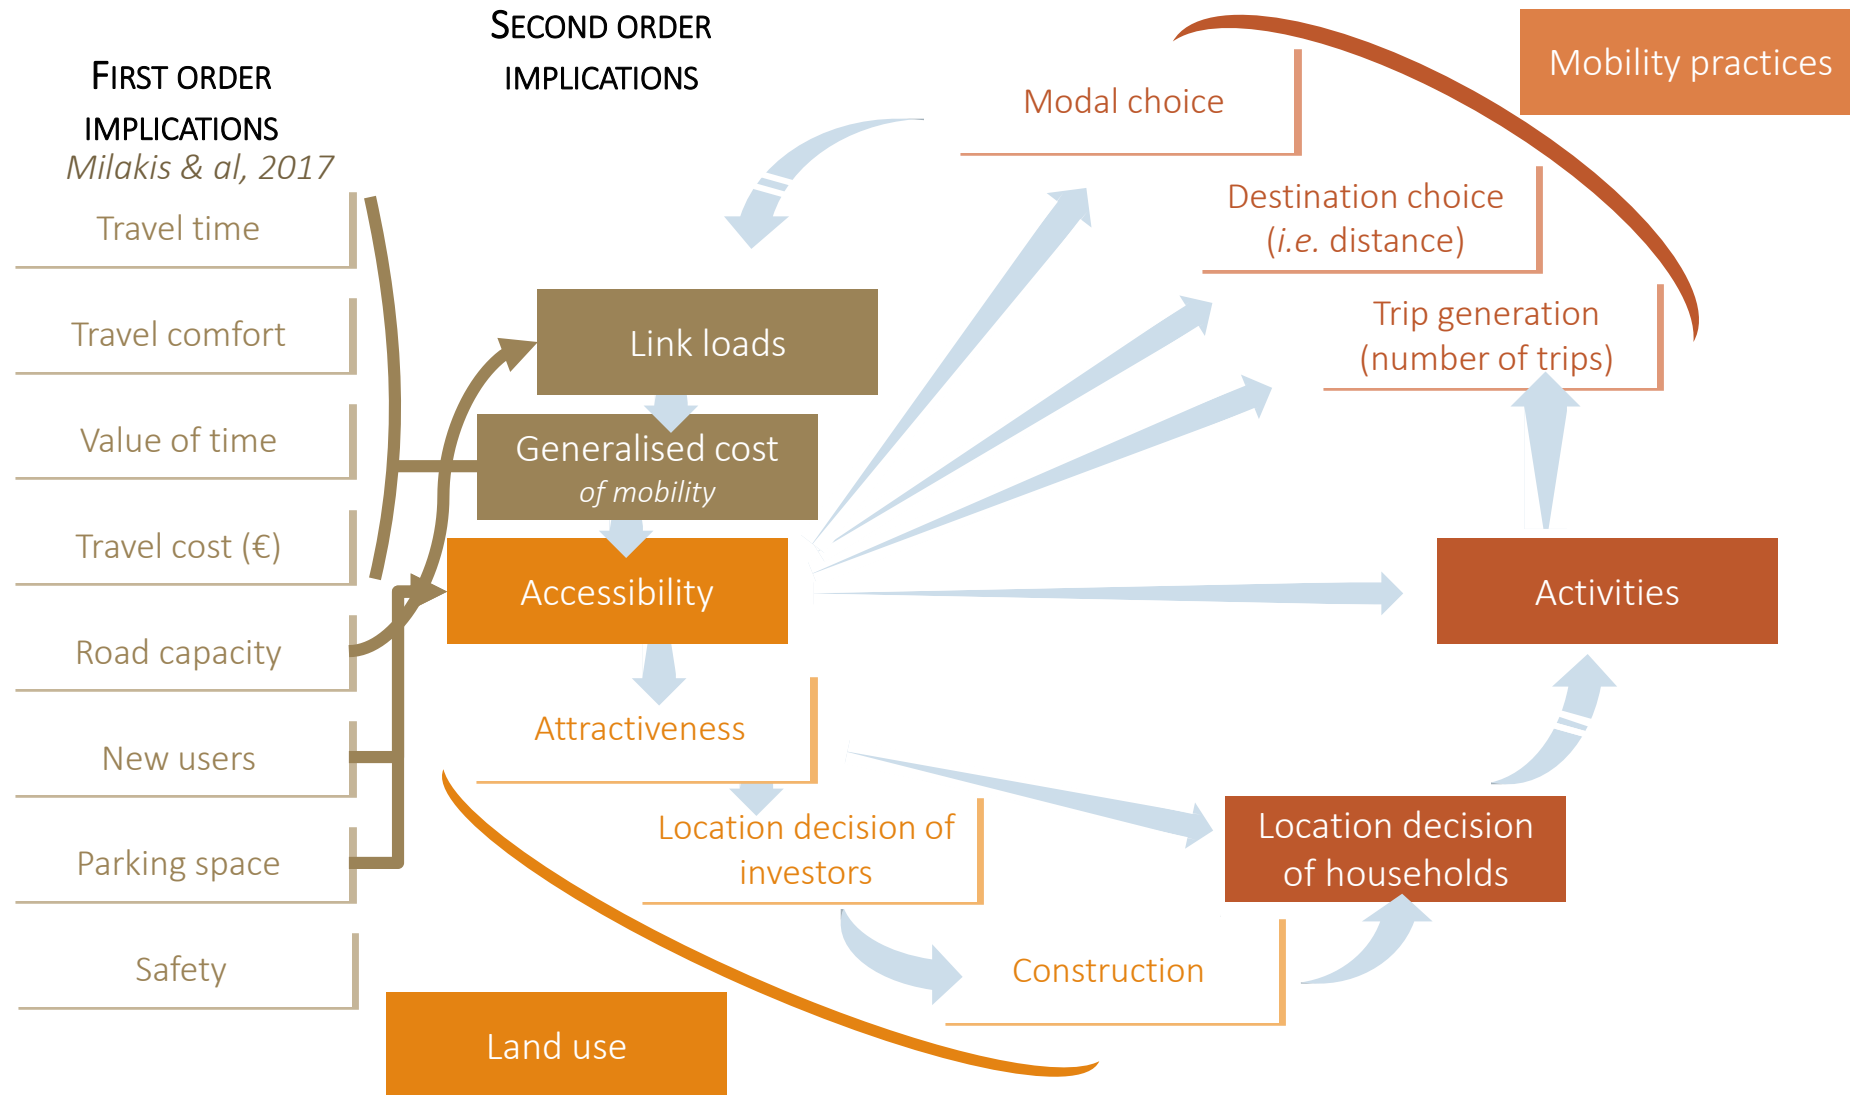 FIRST ORDER
IMPLICATIONS
Milakis & al, 2017
Travel time
Travel comfort
Value of time
Travel cost (€)
Road capacity
New users
Parking space
Safety
SECOND ORDER
IMPLICATIONS
Link loads
Generalised cost
of mobility
Accessibility
Attractiveness
Location decision of
investors
Construction
Land use
Mobility practices
Modal choice
Destination choice
(i.e. distance)
Trip generation
(number of trips)
Activities
Location decision
of households